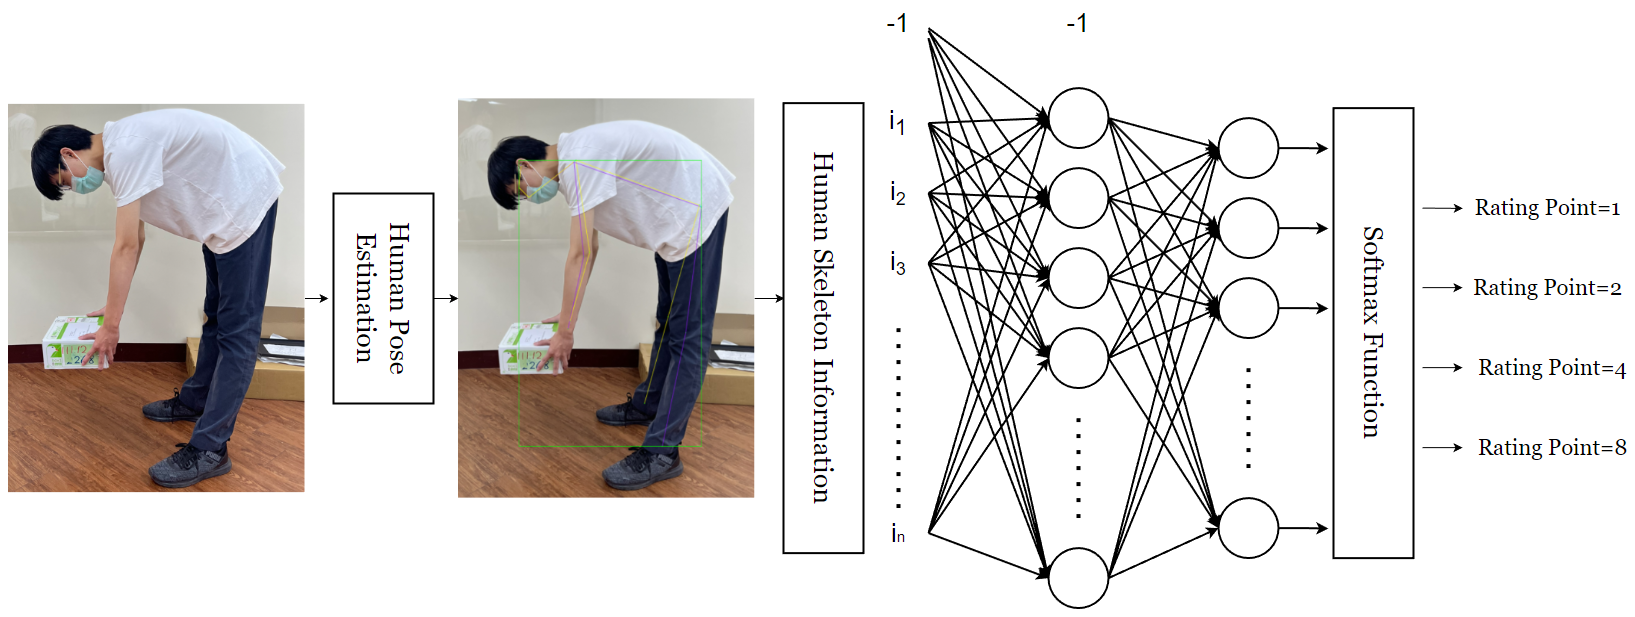 Human Pose
Estimation
Human Skeleton Information
-1
i1
i2
i3
in
-1
Softmax Function
Rating Point=1
Rating Point=2
Rating Point=4
Rating Point=8